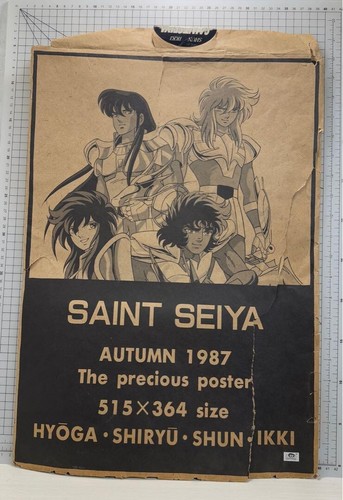 SAINT SEIYA
AUTUMN 1987
The precious poster
515×364 size
HYŌGA・SHIRYŪ・SHUN・IKKI